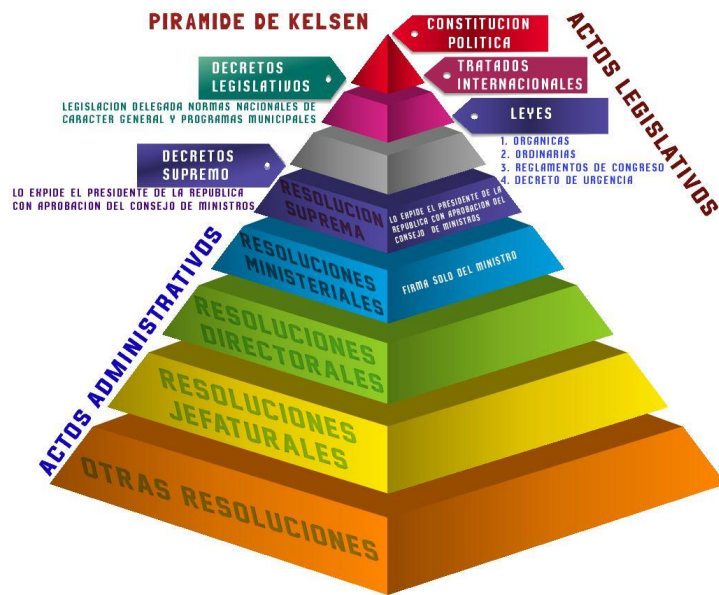 PIRAMIDE DE KELSEN
CONSTITUCION
POLITICA
ACTOS LEGISLATIVOS
DECRETOS
LEGISLATIVOS
TRATADOS
INTERNACIONALES
LEGISLACION DELEGADA NORMAS NACIONALES DE
CARACTER GENERAL Y PROGRAMAS MUNICIPALES
LEYES
1. ORGANICAS
2. ORDINARIAS
3. REGLAMENTOS DE CONGRESO
4. DECRETO DE URGENCIA
DECRETOS
SUPREMO
LO EXPIDE EL PRESIDENTE DE LA REPUBLICA
CON APROBACION DEL CONSEJO DE MINISTROS
RESOLUCION
SUPREMA
LO EXPIDE EL PRESIDENTE DE LA
REPUBLICA CON APROBACION DEL
CONSEJO DE MINISTROS
ACTOS ADMINISTRATIVOS
RESOLUCIONES
MINISTERIALES
FIRMA SOLO DEL MINISTRO
RESOLUCIONES
DIRECTORALES
RESOLUCIONES
JEFATURALES
OTRAS RESOLUCIONES